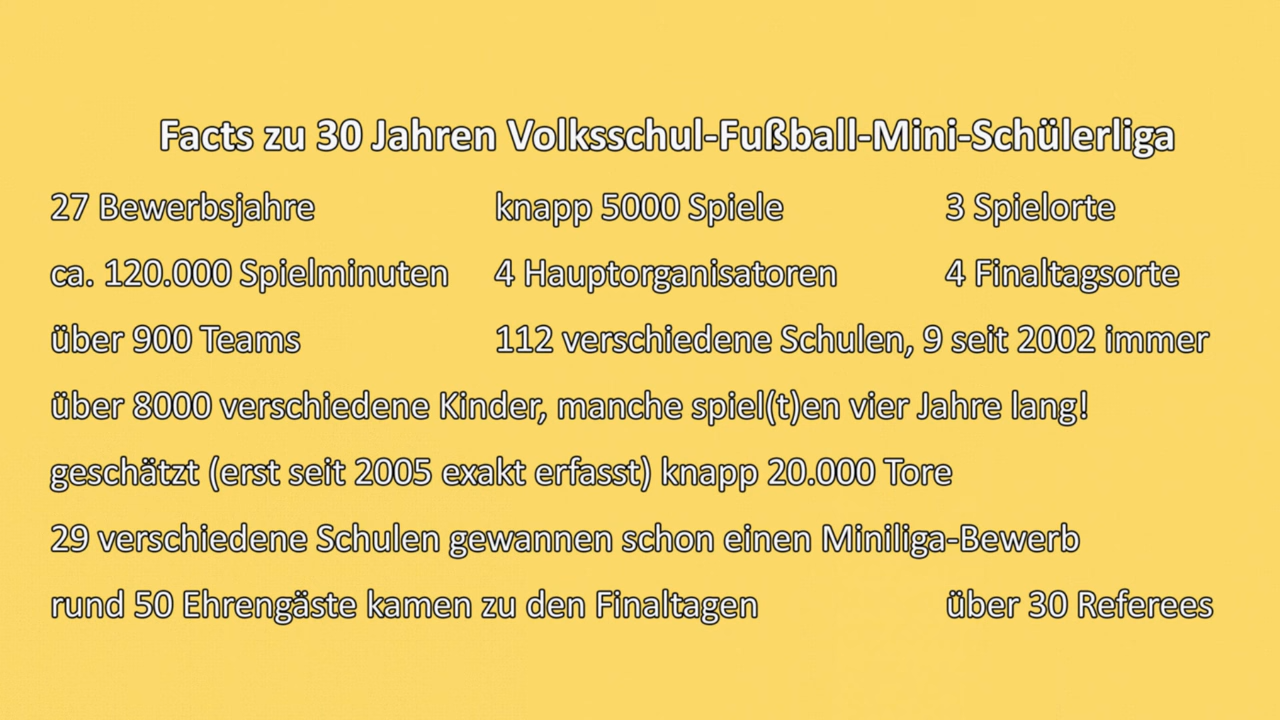 Facts zu 30 Jahren Volksschul-Fußball-Mini-Schülerliga
27 Bewerbsjahre knapp 5000 Spiele 3 Spielorte
ca. 120.000 Spielminuten 4 Hauptorganisatoren 4 Finaltagsorte
über 900 Teams 112 verschiedene Schulen, 9 seit 2002 immer
über 8000 verschiedene Kinder, manche spiel(t)en vier Jahre lang!
geschätzt (erst seit 2005 exakt erfasst) knapp 20.000 Tore
29 verschiedene Schulen gewannen schon einen Miniliga-Bewerb
rund 50 Ehrengäste kamen zu den Finaltagen über 30 Referees